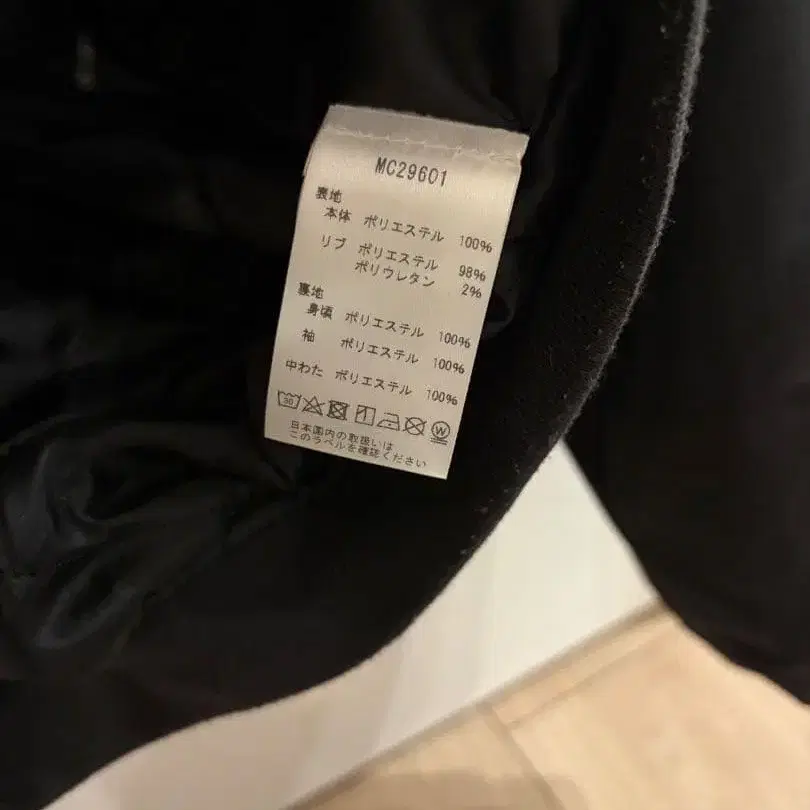 MC29601
表地
本体 ポリエステル 100%
リブ ポリエステル 98%
ポリウレタン 2%
裏地
身頃 ポリエステル 100%
袖 ポリエステル 100%
中わた ポリエステル 100%
30 W
日本国内の取扱いは
このラベルを確認ください